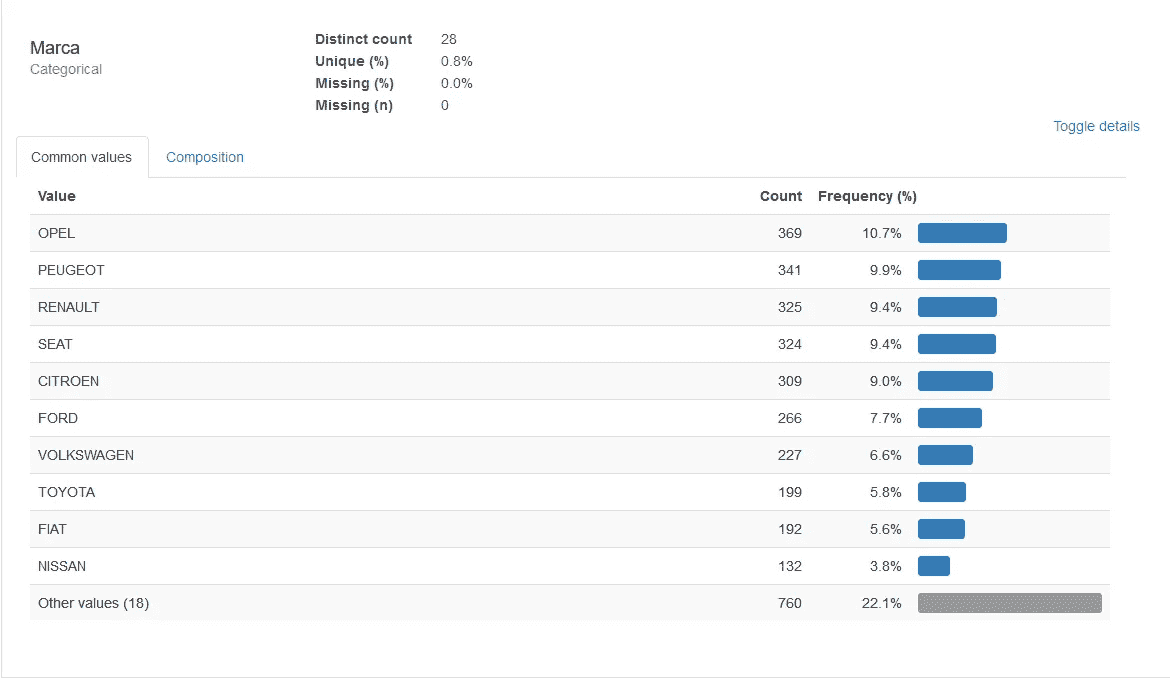 Marca
Categorical
Distinct count 28
Unique (%) 0.8%
Missing (%) 0.0%
Missing (n) 0
Toggle details
Common values Composition
Value Count Frequency (%)
OPEL 369 10.7%
PEUGEOT 341 9.9%
RENAULT 325 9.4%
SEAT 324 9.4%
CITROEN 309 9.0%
FORD 266 7.7%
VOLKSWAGEN 227 6.6%
TOYOTA 199 5.8%
FIAT 192 5.6%
NISSAN 132 3.8%
Other values (18) 760 22.1%